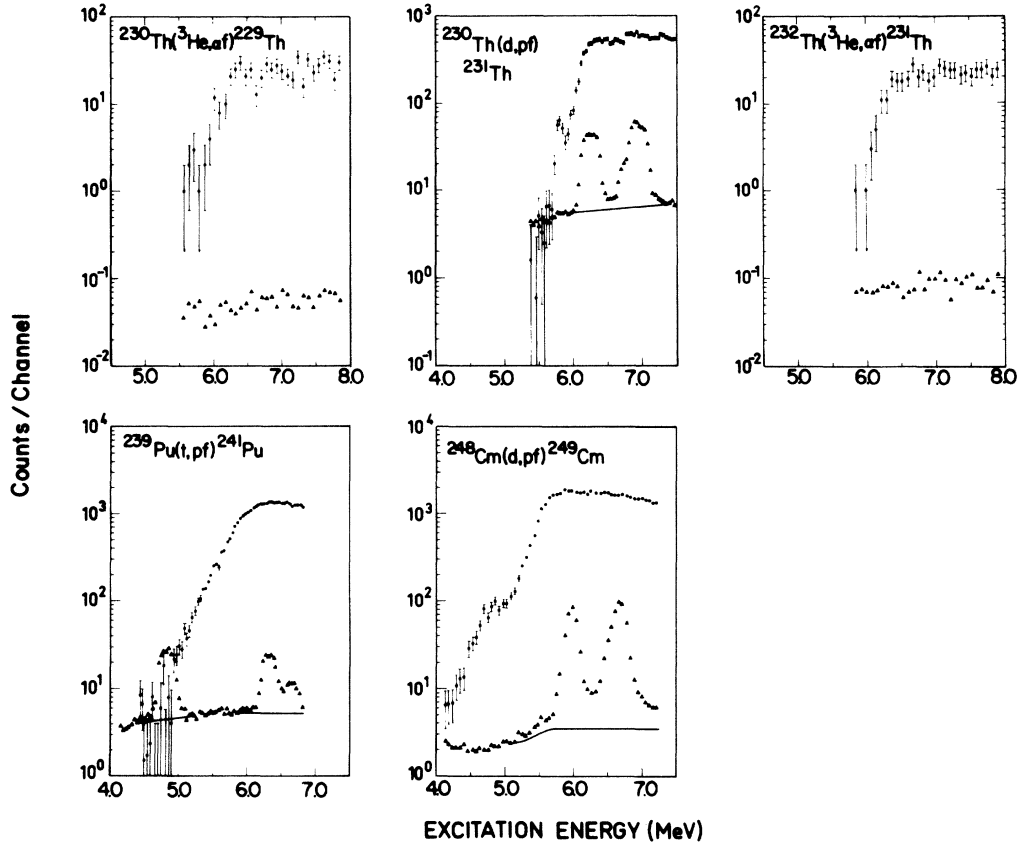 ²³⁰Th(³He,αf)²²⁹Th
10²
10¹
10⁰
10⁻¹
10⁻²
5.0 6.0 7.0 8.0
²³⁰Th(d,pf)
²³¹Th
10³
10²
10¹
10⁰
10⁻¹
4.0 5.0 6.0 7.0
²³²Th(³He,αf)²³¹Th
10²
10¹
10⁰
10⁻¹
10⁻²
5.0 6.0 7.0 8.0
Counts / Channel
²³⁹Pu(t,pf)²⁴¹Pu
10⁴
10³
10²
10¹
10⁰
4.0 5.0 6.0 7.0
²⁴⁸Cm(d,pf)²⁴⁹Cm
10⁴
10³
10²
10¹
10⁰
4.0 5.0 6.0 7.0
EXCITATION ENERGY (MeV)